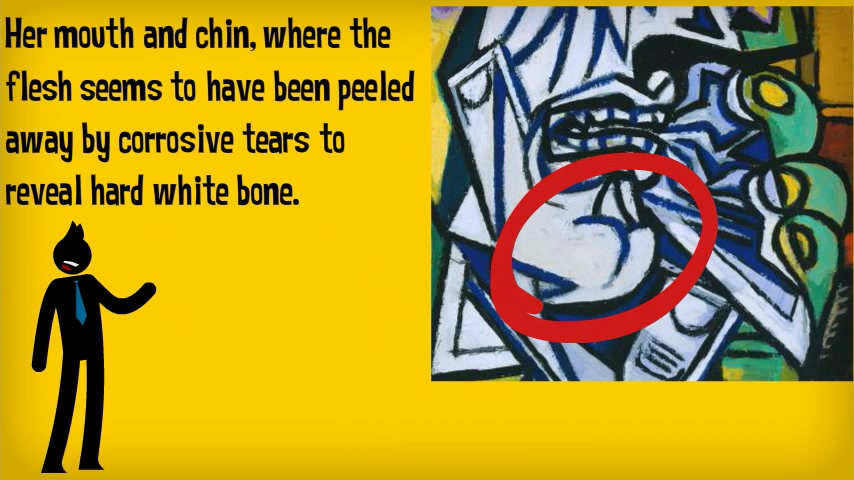 Her mouth and chin, where the
flesh seems to have been peeled
away by corrosive tears to
reveal hard white bone.